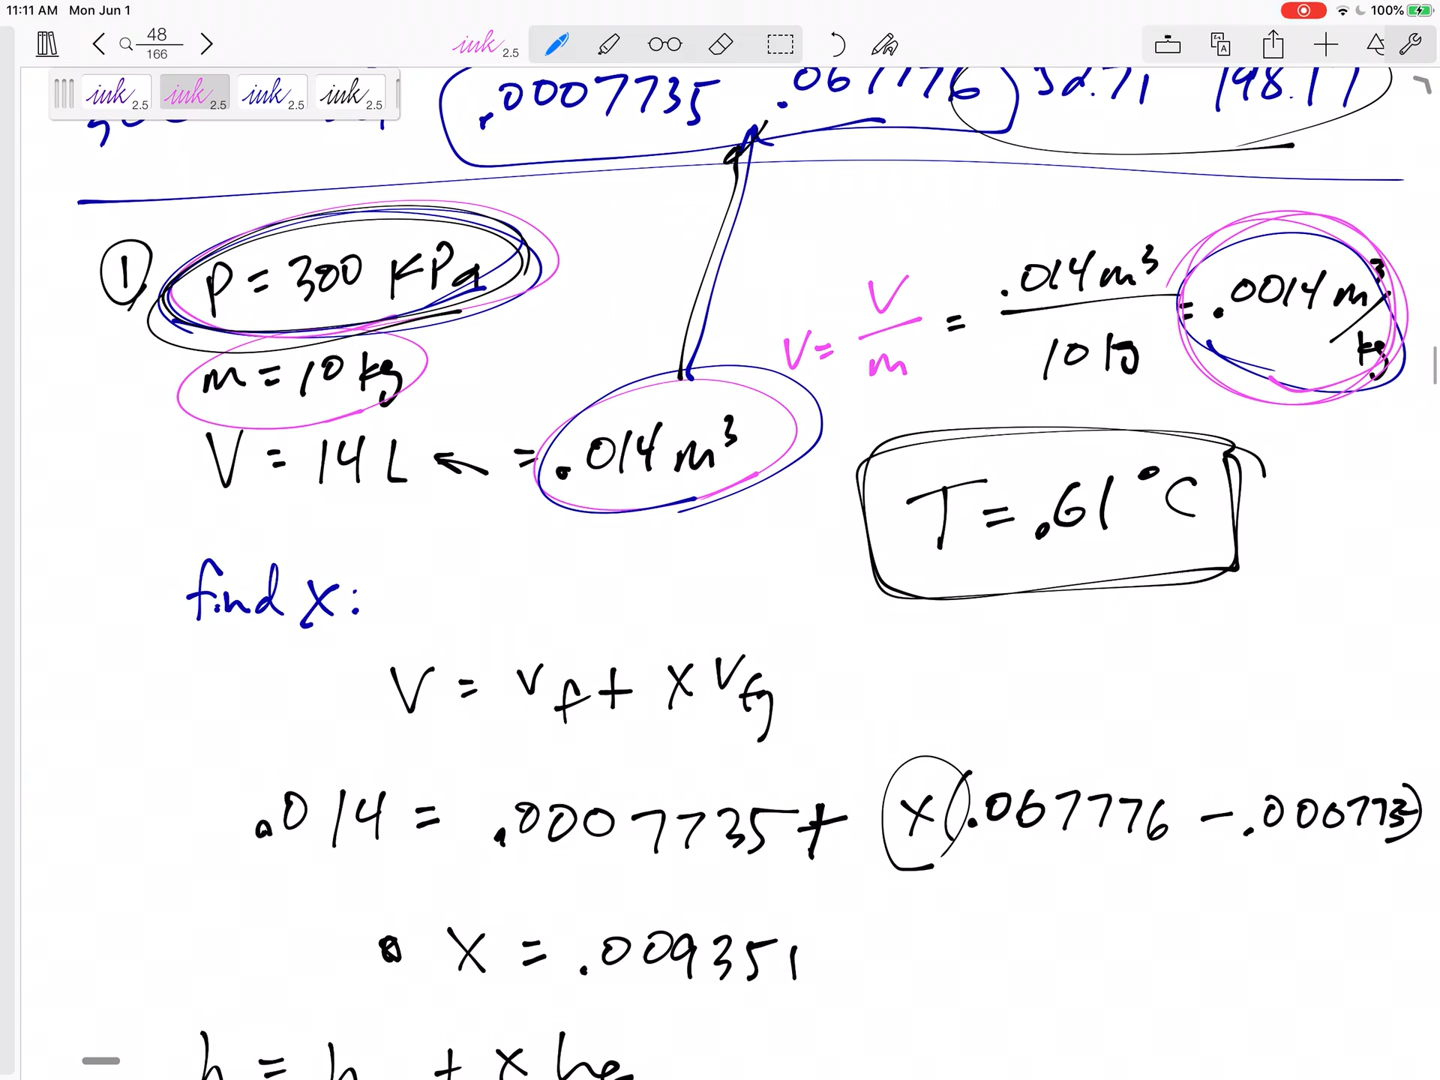 11:11 AM Mon Jun 1
100%
48
166
ink 2.5
ink 2.5 ink 2.5 ink 2.5 ink 2.5
.0007735 .067776 52.71 198.17
① P = 300 KPa
m = 10 kg
V = 14 L ← = .014 m³
v = V/m = .014 m³ / 10 kg = .0014 m³/kg
T = .61 °C
find x:
V = vf + x Vfg
.014 = .0007735 + x (.067776 - .000773)
x = .009351
h = h + x hfg